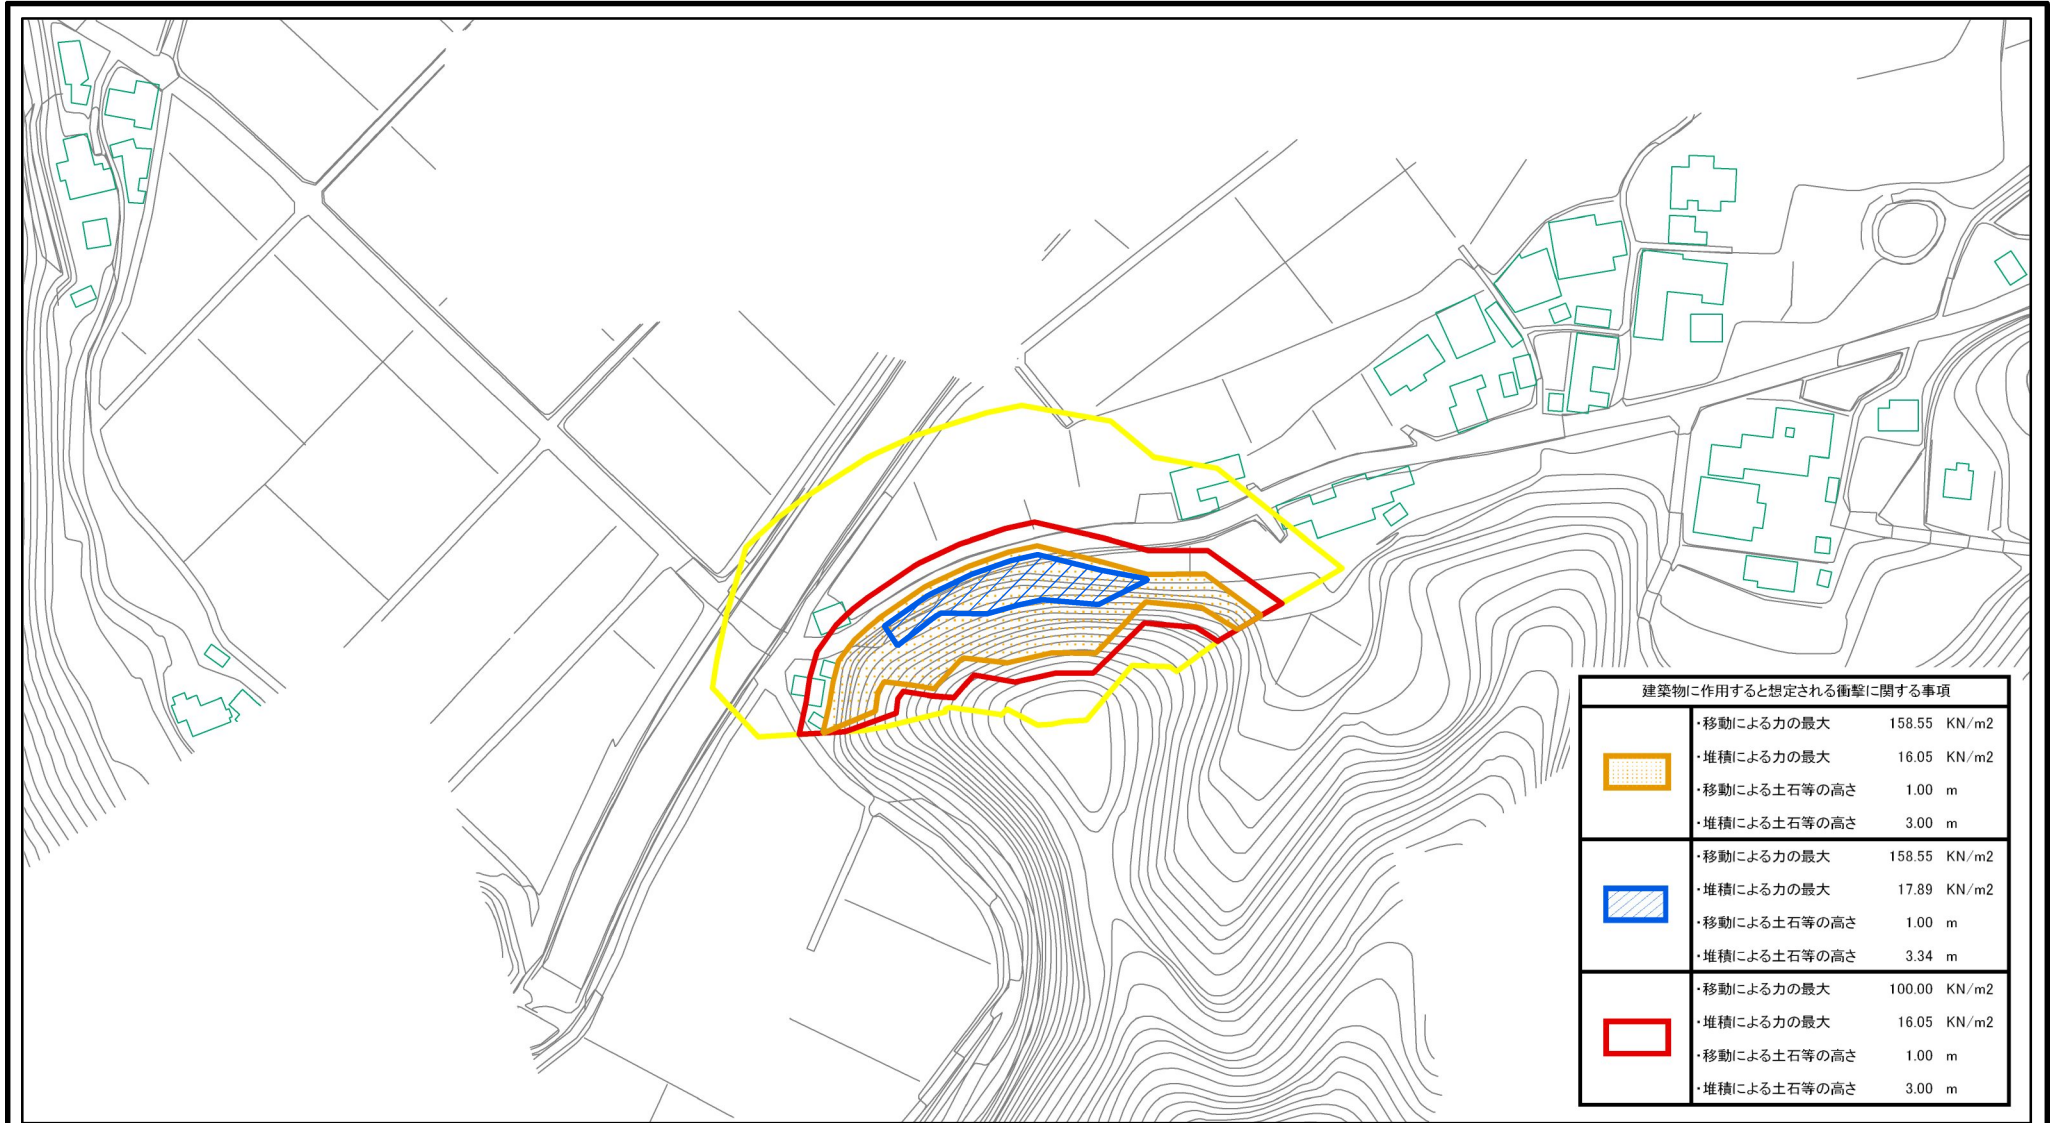 建築物に作用すると想定される衝撃に関する事項
・移動による力の最大 158.55 KN/m2
・堆積による力の最大 16.05 KN/m2
・移動による土石等の高さ 1.00 m
・堆積による土石等の高さ 3.00 m
・移動による力の最大 158.55 KN/m2
・堆積による力の最大 17.89 KN/m2
・移動による土石等の高さ 1.00 m
・堆積による土石等の高さ 3.34 m
・移動による力の最大 100.00 KN/m2
・堆積による力の最大 16.05 KN/m2
・移動による土石等の高さ 1.00 m
・堆積による土石等の高さ 3.00 m